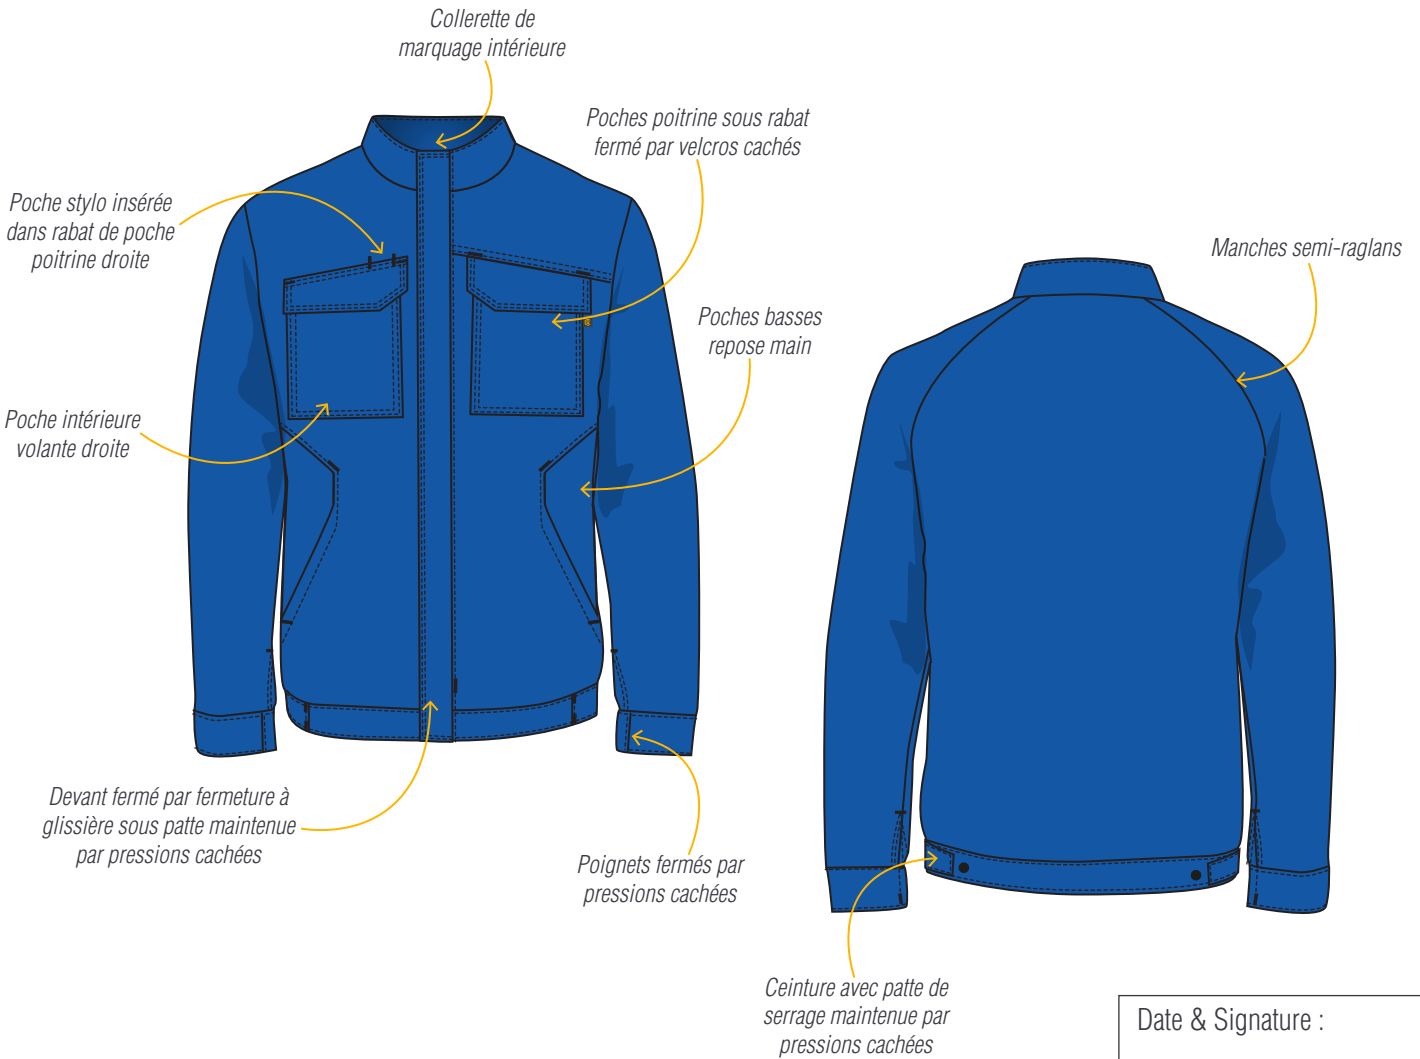 Collerette de
marquage intérieure
Poches poitrine sous rabat
fermé par velcros cachés
Poche stylo insérée
dans rabat de poche
poitrine droite
Manches semi-raglans
Poches basses
repose main
Poche intérieure
volante droite
Devant fermé par fermeture à
glissière sous patte maintenue
par pressions cachées
Poignets fermés par
pressions cachées
Ceinture avec patte de
serrage maintenue par
pressions cachées
Date & Signature :